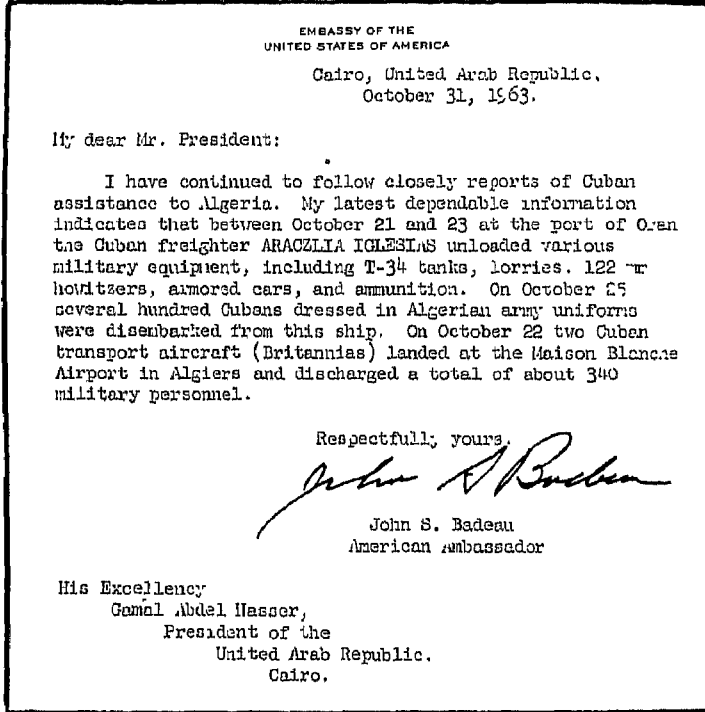 EMBASSY OF THE
UNITED STATES OF AMERICA
Cairo, United Arab Republic.
October 31, 1963.
My dear Mr. President:
I have continued to follow closely reports of Cuban
assistance to Algeria. My latest dependable information
indicates that between October 21 and 23 at the port of Oran
the Cuban freighter ARACELIA IGLESIAS unloaded various
military equipment, including T-34 tanks, lorries. 122 mm
howitzers, armored cars, and ammunition. On October 25
several hundred Cubans dressed in Algerian army uniforms
were disembarked from this ship. On October 22 two Cuban
transport aircraft (Britannias) landed at the Maison Blanche
Airport in Algiers and discharged a total of about 340
military personnel.
Respectfully yours.
John S Badeau
John S. Badeau
American Ambassador
His Excellency
Gamal Abdel Nasser,
President of the
United Arab Republic.
Cairo.